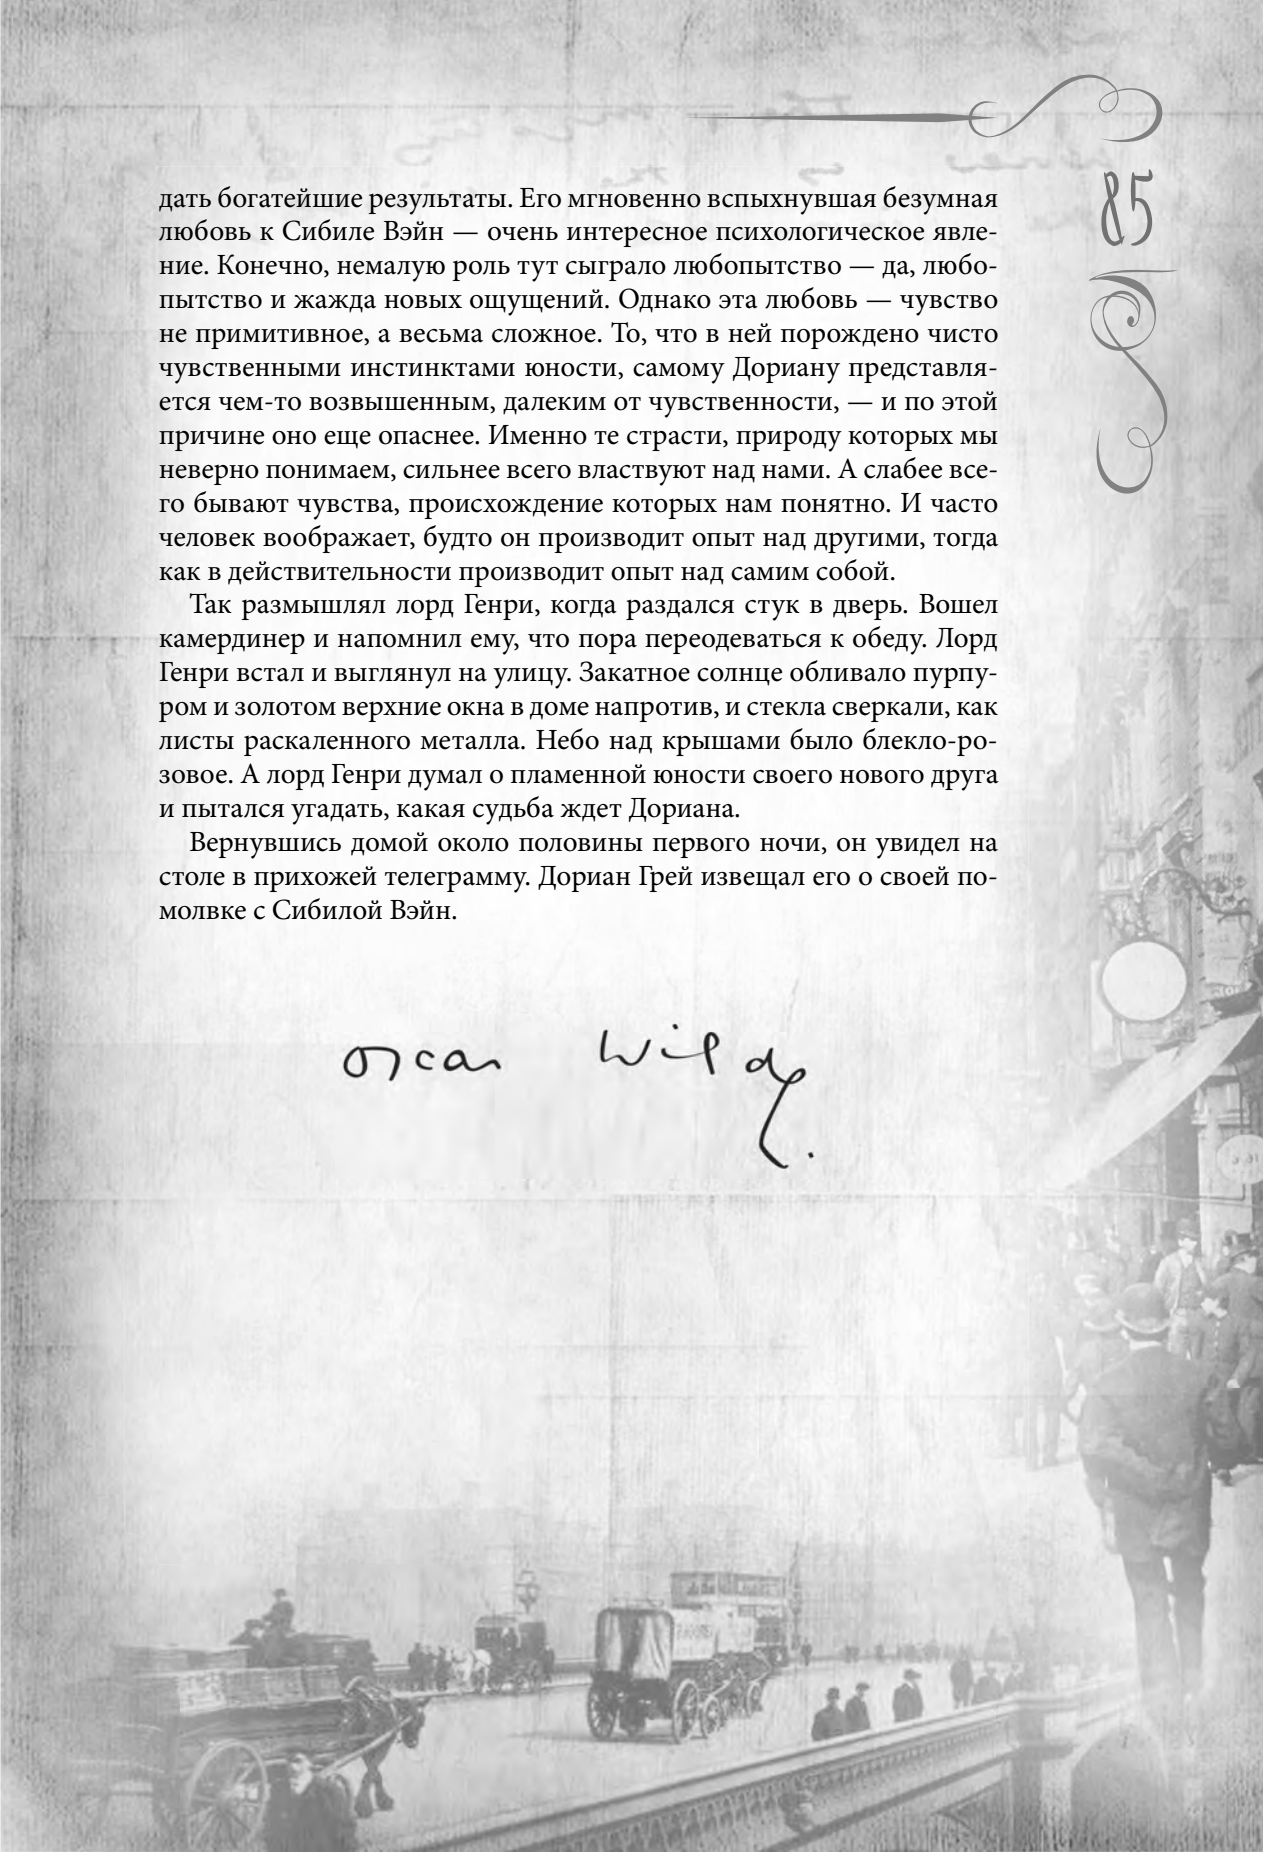 85
дать богатейшие результаты. Его мгновенно вспыхнувшая безумная
любовь к Сибиле Вэйн — очень интересное психологическое явле-
ние. Конечно, немалую роль тут сыграло любопытство — да, любо-
пытство и жажда новых ощущений. Однако эта любовь — чувство
не примитивное, а весьма сложное. То, что в ней порождено чисто
чувственными инстинктами юности, самому Дориану представля-
ется чем-то возвышенным, далеким от чувственности, — и по этой
причине оно еще опаснее. Именно те страсти, природу которых мы
неверно понимаем, сильнее всего властвуют над нами. А слабее все-
го бывают чувства, происхождение которых нам понятно. И часто
человек воображает, будто он производит опыт над другими, тогда
как в действительности производит опыт над самим собой.
Так размышлял лорд Генри, когда раздался стук в дверь. Вошел
камердинер и напомнил ему, что пора переодеваться к обеду. Лорд
Генри встал и выглянул на улицу. Закатное солнце обливало пурпу-
ром и золотом верхние окна в доме напротив, и стекла сверкали, как
листы раскаленного металла. Небо над крышами было блекло-ро-
зовое. А лорд Генри думал о пламенной юности своего нового друга
и пытался угадать, какая судьба ждет Дориана.
Вернувшись домой около половины первого ночи, он увидел на
столе в прихожей телеграмму. Дориан Грей извещал его о своей по-
молвке с Сибилой Вэйн.
Oscar Wilde.